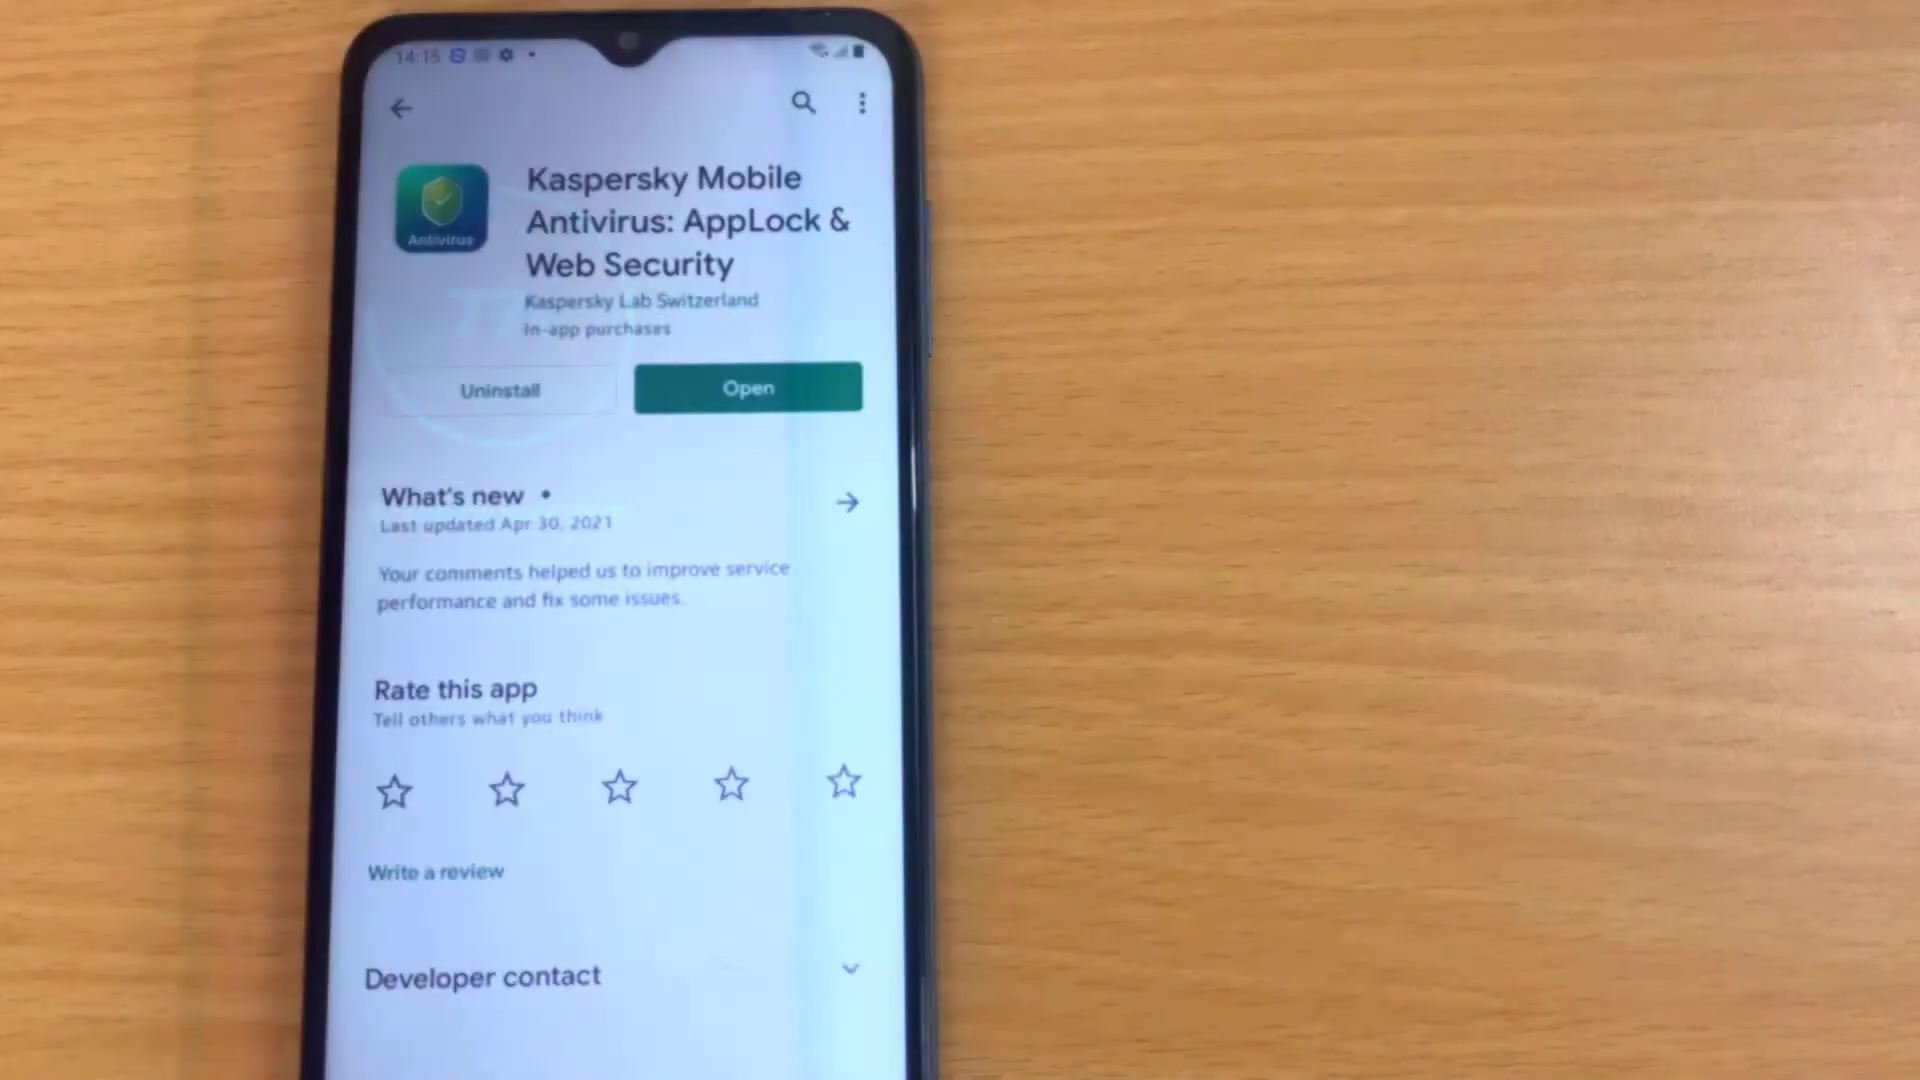 14:15
Antivirus
Kaspersky Mobile
Antivirus: AppLock &
Web Security
Kaspersky Lab Switzerland
In-app purchases
Uninstall
Open
What's new •
Last updated Apr 30, 2021
Your comments helped us to improve service
performance and fix some issues.
Rate this app
Tell others what you think
Write a review
Developer contact